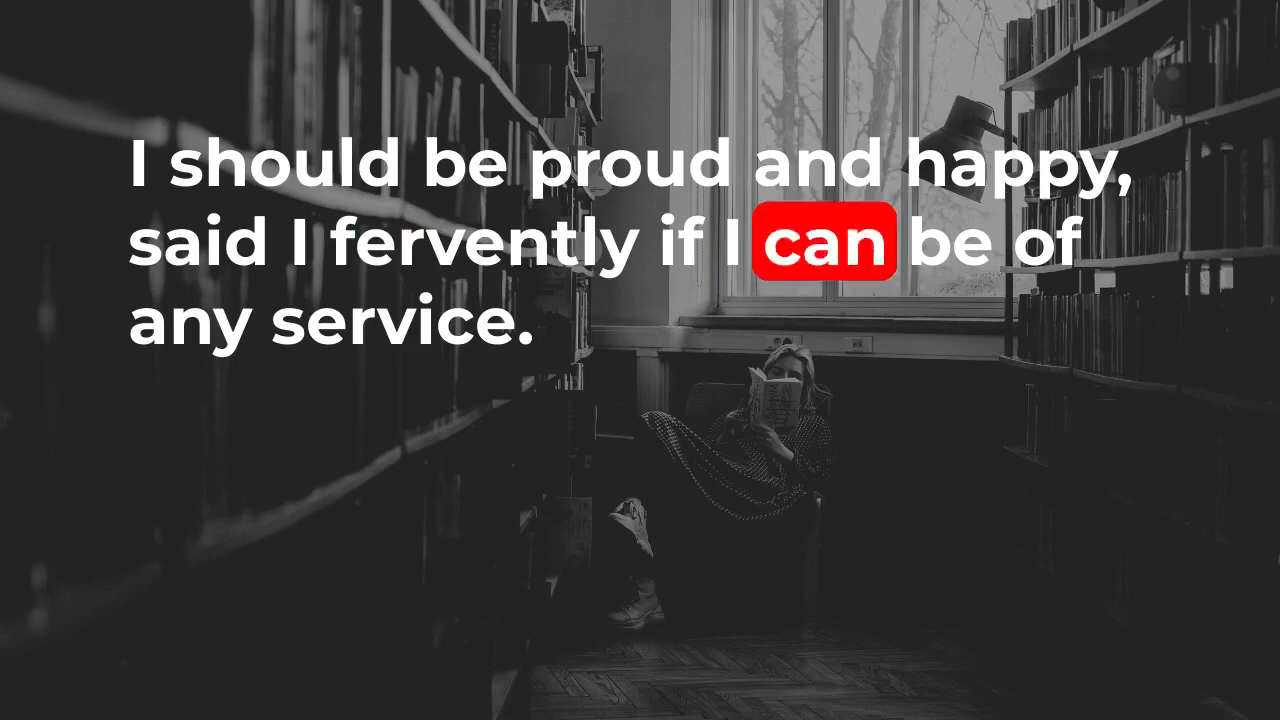 I should be proud and happy,
said I fervently if I can be of
any service.